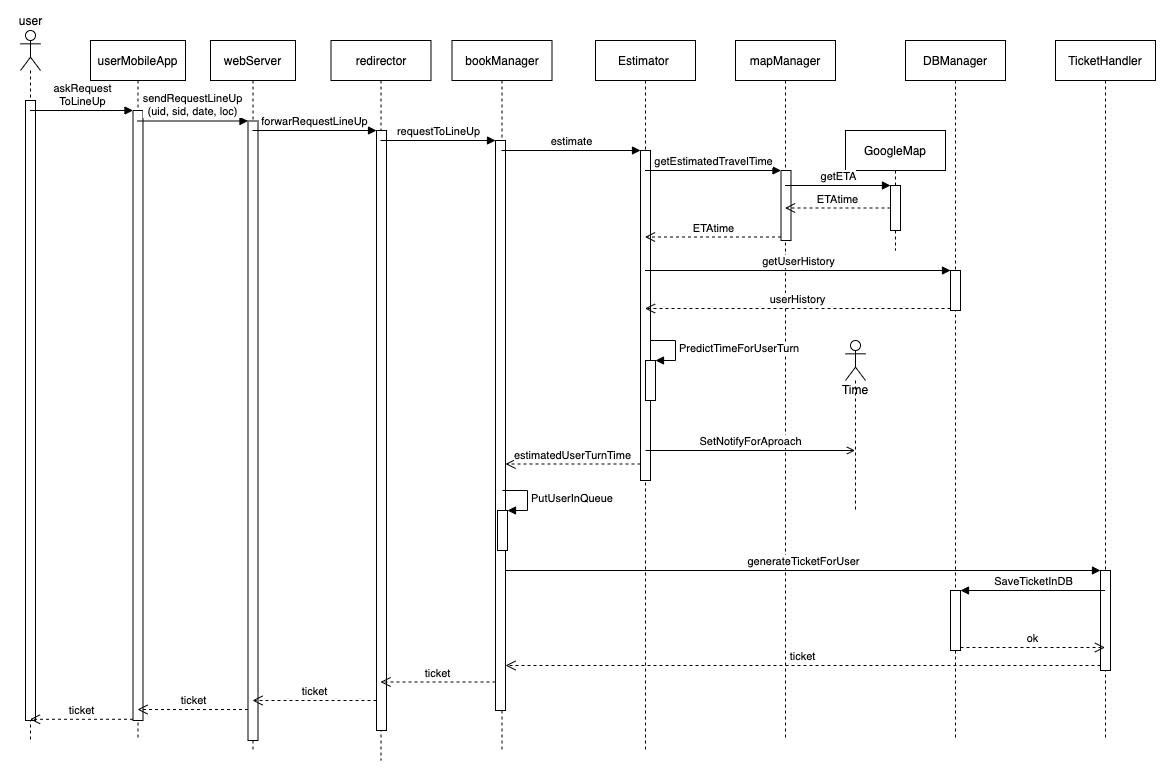 user
userMobileApp
webServer
redirector
bookManager
Estimator
mapManager
DBManager
TicketHandler
askRequest
ToLineUp
sendRequestLineUp
(uid, sid, date, loc)
forwarRequestLineUp
requestToLineUp
estimate
getEstimatedTravelTime
GoogleMap
getETA
ETAtime
ETAtime
getUserHistory
userHistory
PredictTimeForUserTurn
Time
SetNotifyForAproach
estimatedUserTurnTime
PutUserInQueue
generateTicketForUser
SaveTicketInDB
ok
ticket
ticket
ticket
ticket
ticket